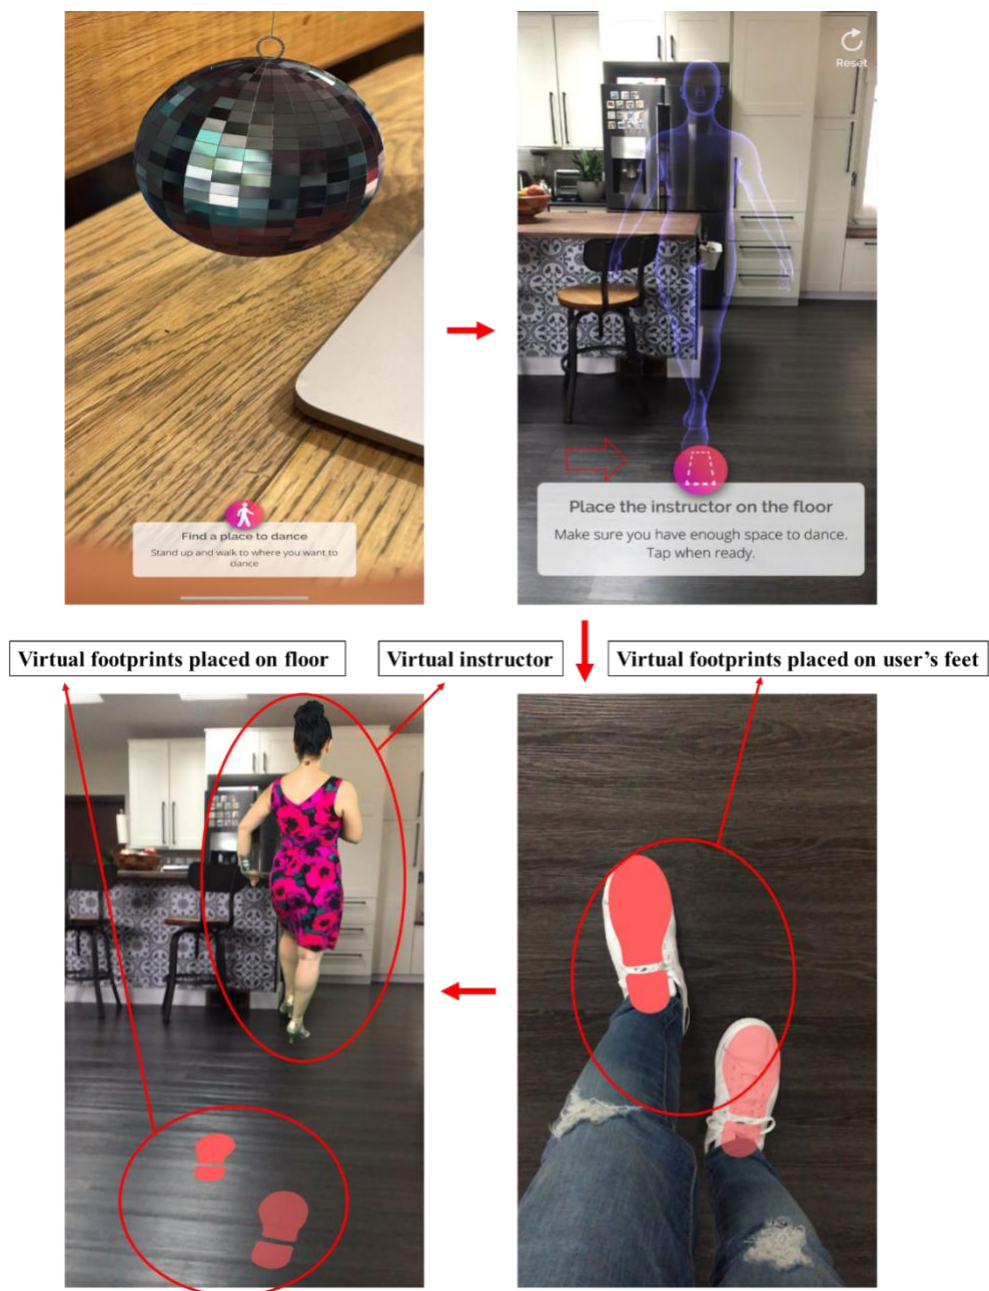 Reset
Find a place to dance
Stand up and walk to where you want to
dance
Place the instructor on the floor
Make sure you have enough space to dance.
Tap when ready.
Virtual footprints placed on floor
Virtual instructor
Virtual footprints placed on user's feet